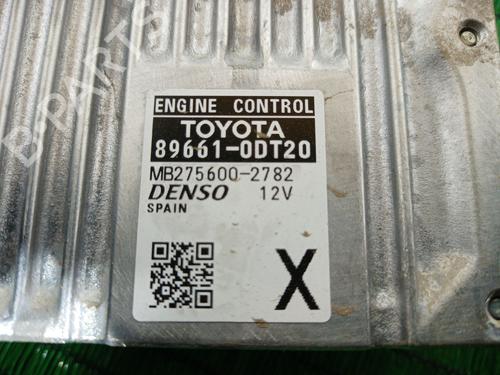 ENGINE CONTROL
TOYOTA
89661-0DT20
MB275600-2782
DENSO 12V
SPAIN
X
B-PARTS